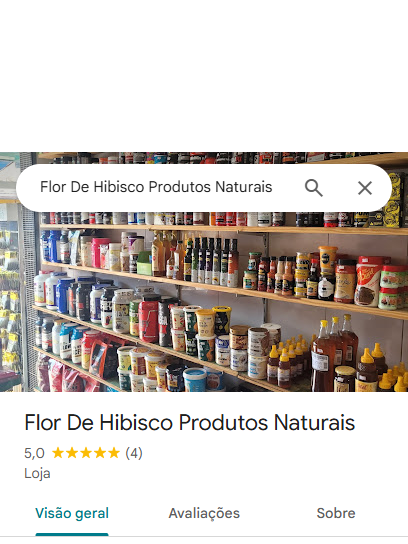 Flor De Hibisco Produtos Naturais
Flor De Hibisco Produtos Naturais
5,0 ★★★★★ (4)
Loja
Visão geral Avaliações Sobre